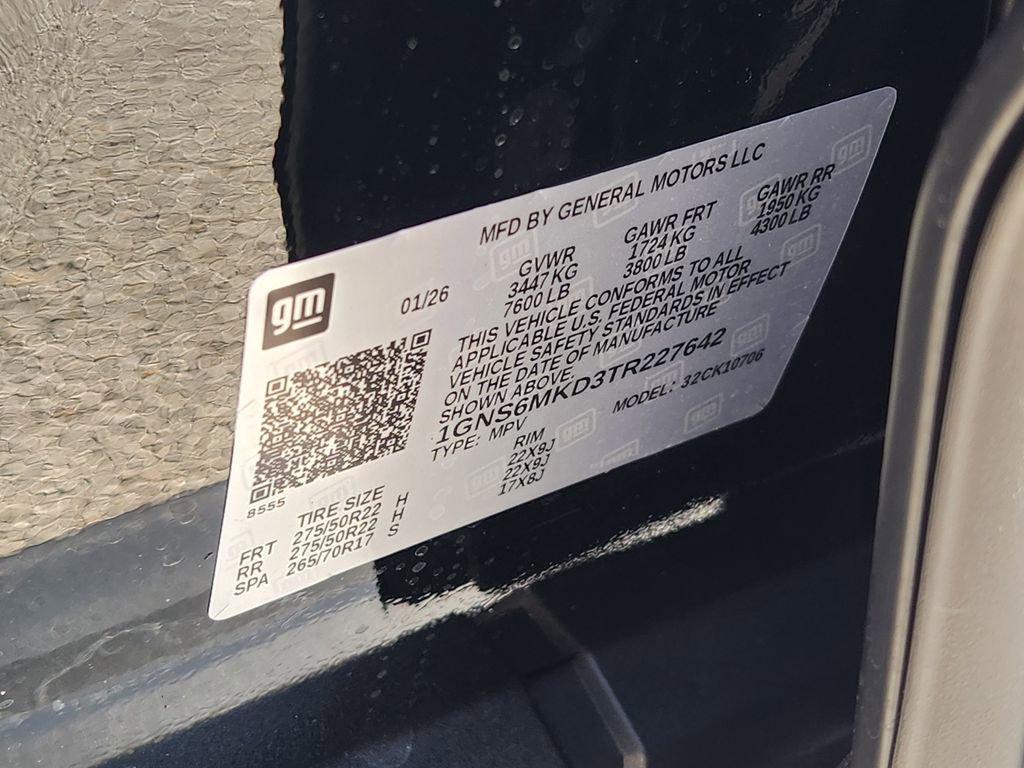 MFD BY GENERAL MOTORS LLC
gm
01/26
GVWR GAWR FRT GAWR RR
3447 KG 1724 KG 1950 KG
7600 LB 3800 LB 4300 LB
THIS VEHICLE CONFORMS TO ALL
APPLICABLE U.S. FEDERAL MOTOR
VEHICLE SAFETY STANDARDS IN EFFECT
ON THE DATE OF MANUFACTURE
SHOWN ABOVE.
1GNS6MKD3TR227642
TYPE: MPV MODEL: 32CK10706
8555
TIRE SIZE RIM
FRT 275/50R22 H 22X9J
RR 275/50R22 H 22X9J
SPA 265/70R17 S 17X8J